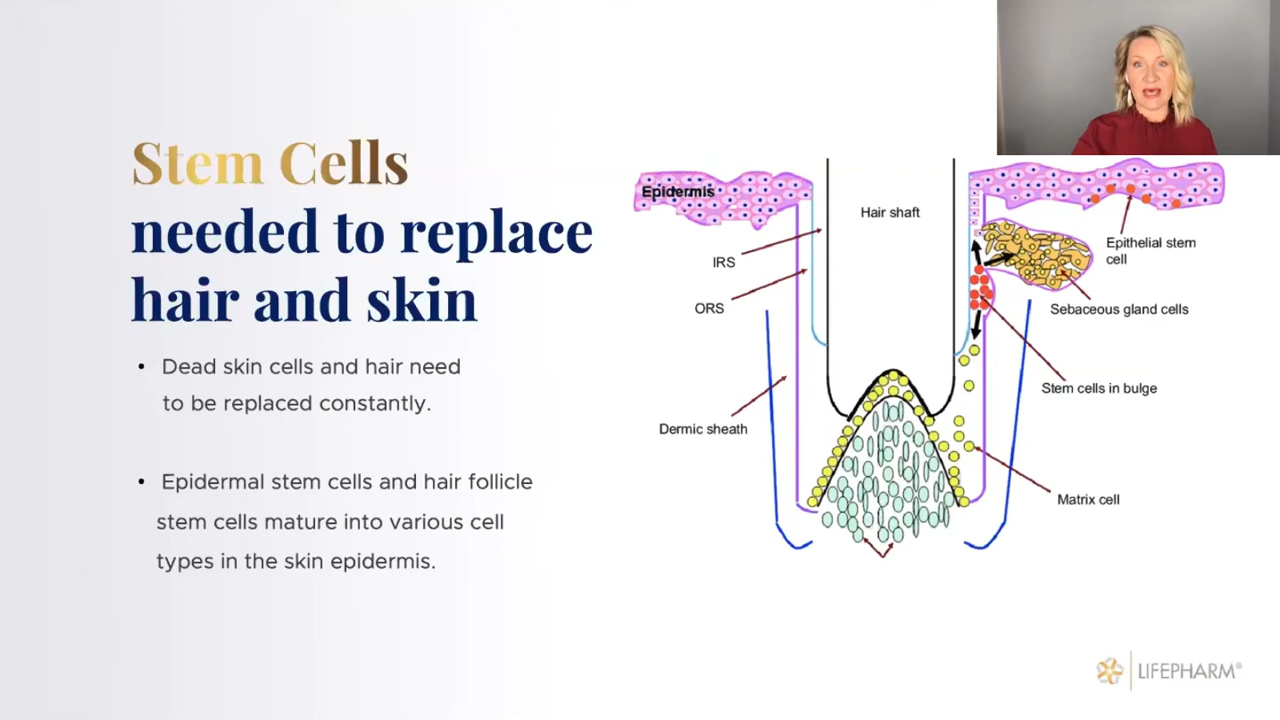 Stem Cells
needed to replace
hair and skin
• Dead skin cells and hair need
to be replaced constantly.
• Epidermal stem cells and hair follicle
stem cells mature into various cell
types in the skin epidermis.
Epidermis
Hair shaft
IRS
ORS
Dermic sheath
Epithelial stem
cell
Sebaceous gland cells
Stem cells in bulge
Matrix cell
LIFEPHARM®